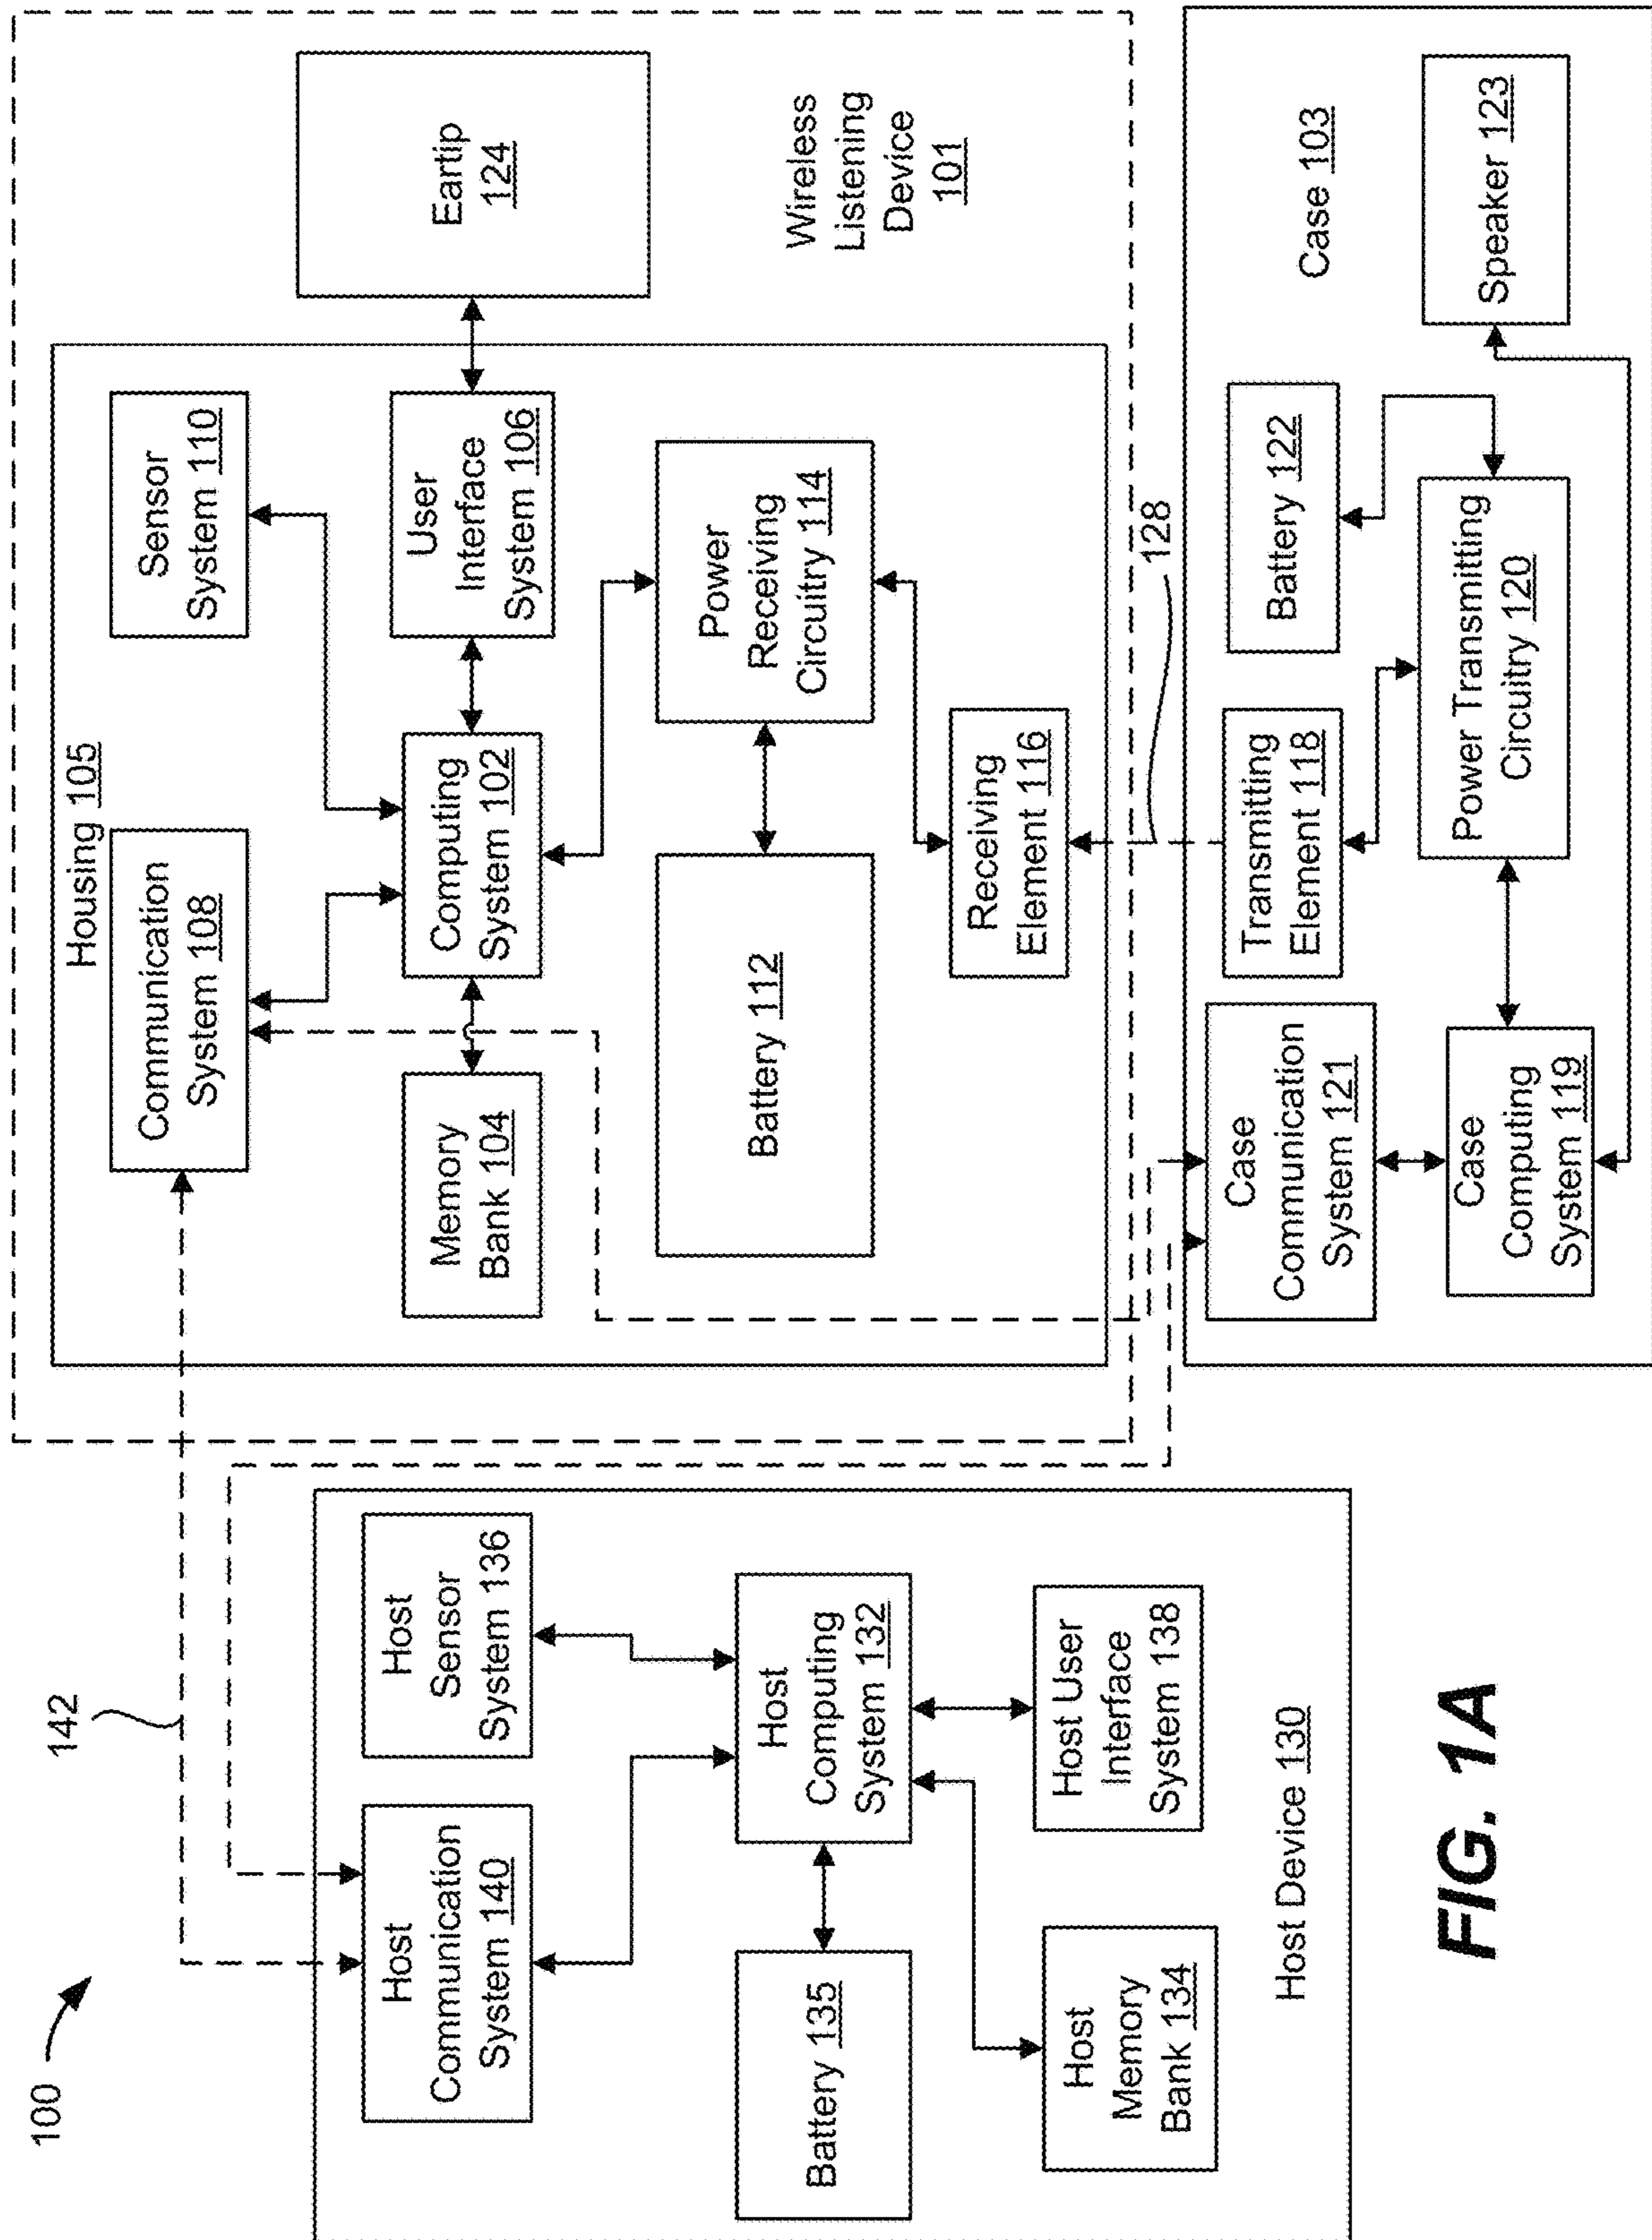 100
142
Host
Communication
System 140
Host
Sensor
System 136
Battery 135
Host
Computing
System 132
Host
Memory
Bank 134
Host User
Interface
System 138
Host Device 130
Housing 105
Communication
System 108
Sensor
System 110
Memory
Bank 104
Computing
System 102
User
Interface
System 106
Eartip
124
Battery 112
Power
Receiving
Circuitry 114
Receiving
Element 116
Wireless
Listening
Device
101
128
Case
Communication
System 121
Transmitting
Element 118
Battery 122
Case 103
Case
Computing
System 119
Power Transmitting
Circuitry 120
Speaker 123
FIG. 1A